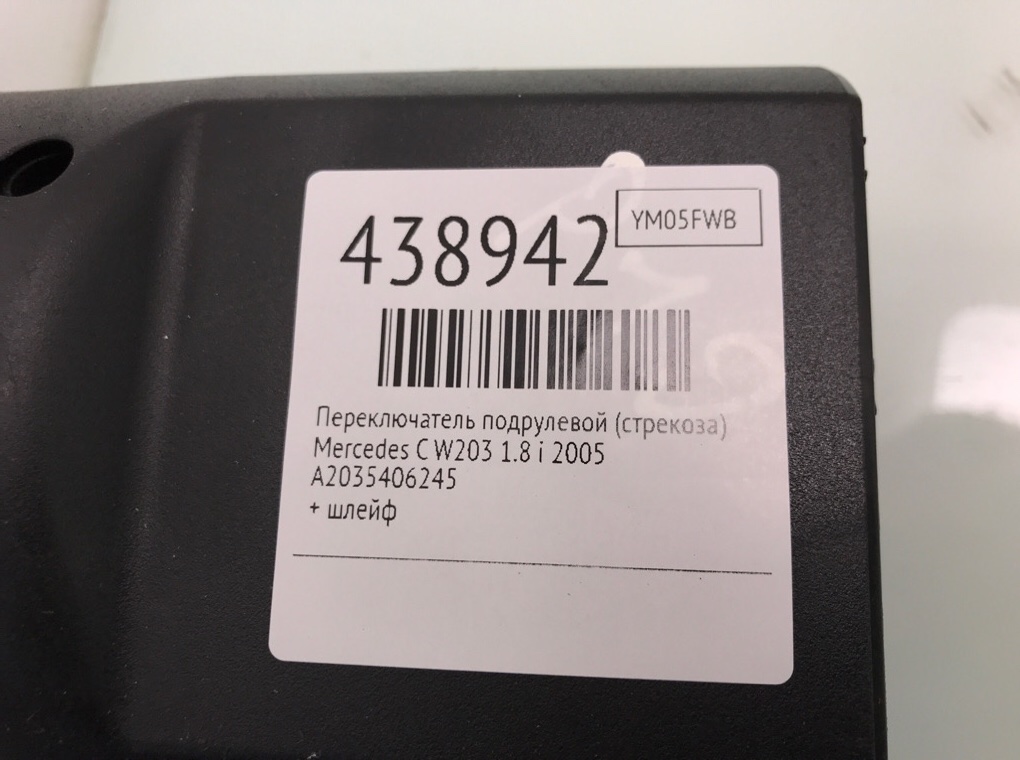 438942
YM05FWB
Переключатель подрулевой (стрекоза)
Mercedes C W203 1.8 i 2005
A2035406245
+ шлейф